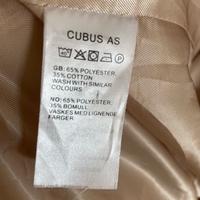 CUBUS AS
GB: 65% POLYESTER,
35% COTTON
WASH WITH SIMILAR
COLOURS
NO: 65% POLYESTER,
35% BOMULL
VASKES MED LIGNENDE
FARGER